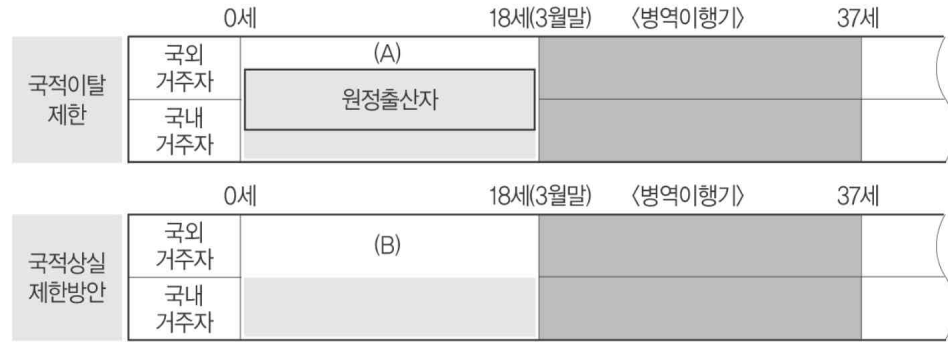 0세 18세(3월말) 〈병역이행기〉 37세
국적이탈
제한
국외
거주자
(A)
원정출산자
국내
거주자
0세 18세(3월말) 〈병역이행기〉 37세
국적상실
제한방안
국외
거주자
(B)
국내
거주자